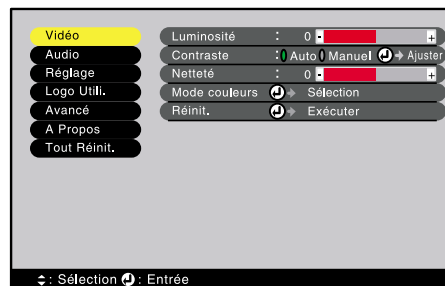 Vidéo
Audio
Réglage
Logo Utili.
Avancé
A Propos
Tout Réinit.
Luminosité : 0 - +
Contraste : Auto Manuel Ajuster
Netteté : 0 - +
Mode couleurs Sélection
Réinit. Exécuter
: Sélection : Entrée